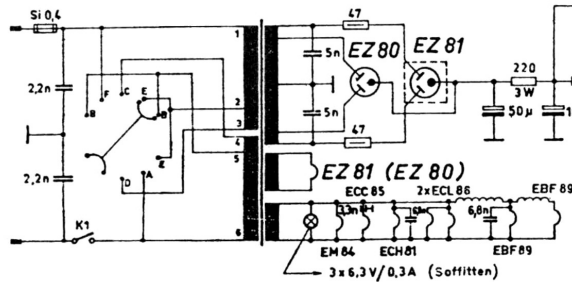 Si 0,4
47
1
5n
EZ 80
EZ 81
2,2n
F
C
E
B
B
220
3W
50µ
1
2
5n
3
4
5
47
E
2,2n
D
A
EZ 81 (EZ 80)
ECC 85
2xECL 86
EBF 89
3,3n
6,8n
K1
6
EM 84
ECH 81
EBF 89
3 x 6,3 V / 0,3 A (Soffitten)